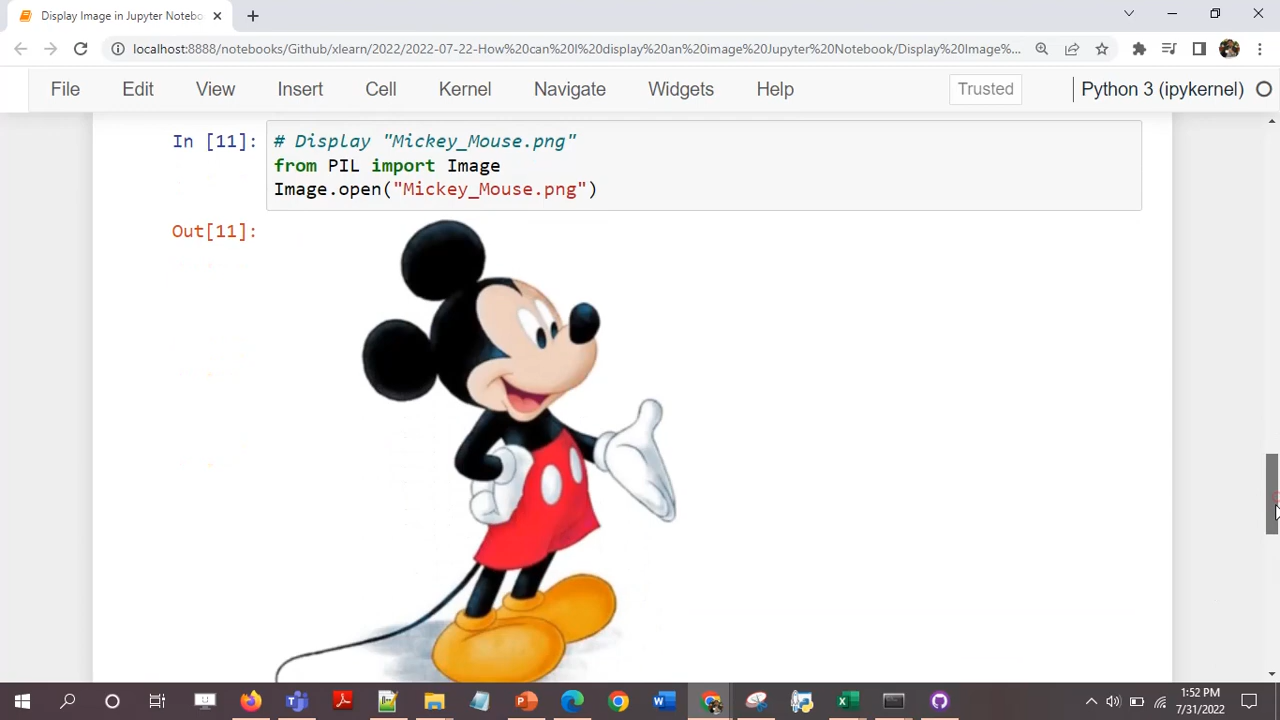 Display Image in Jupyter Notebo
localhost:8888/notebooks/Github/xlearn/2022/2022-07-22-How%20can%20I%20display%20an%20image%20Jupyter%20Notebook/Display%20Image%...
File Edit View Insert Cell Kernel Navigate Widgets Help Trusted Python 3 (ipykernel)
In [11]: # Display "Mickey_Mouse.png"
from PIL import Image
Image.open("Mickey_Mouse.png")
Out[11]:
1:52 PM
7/31/2022